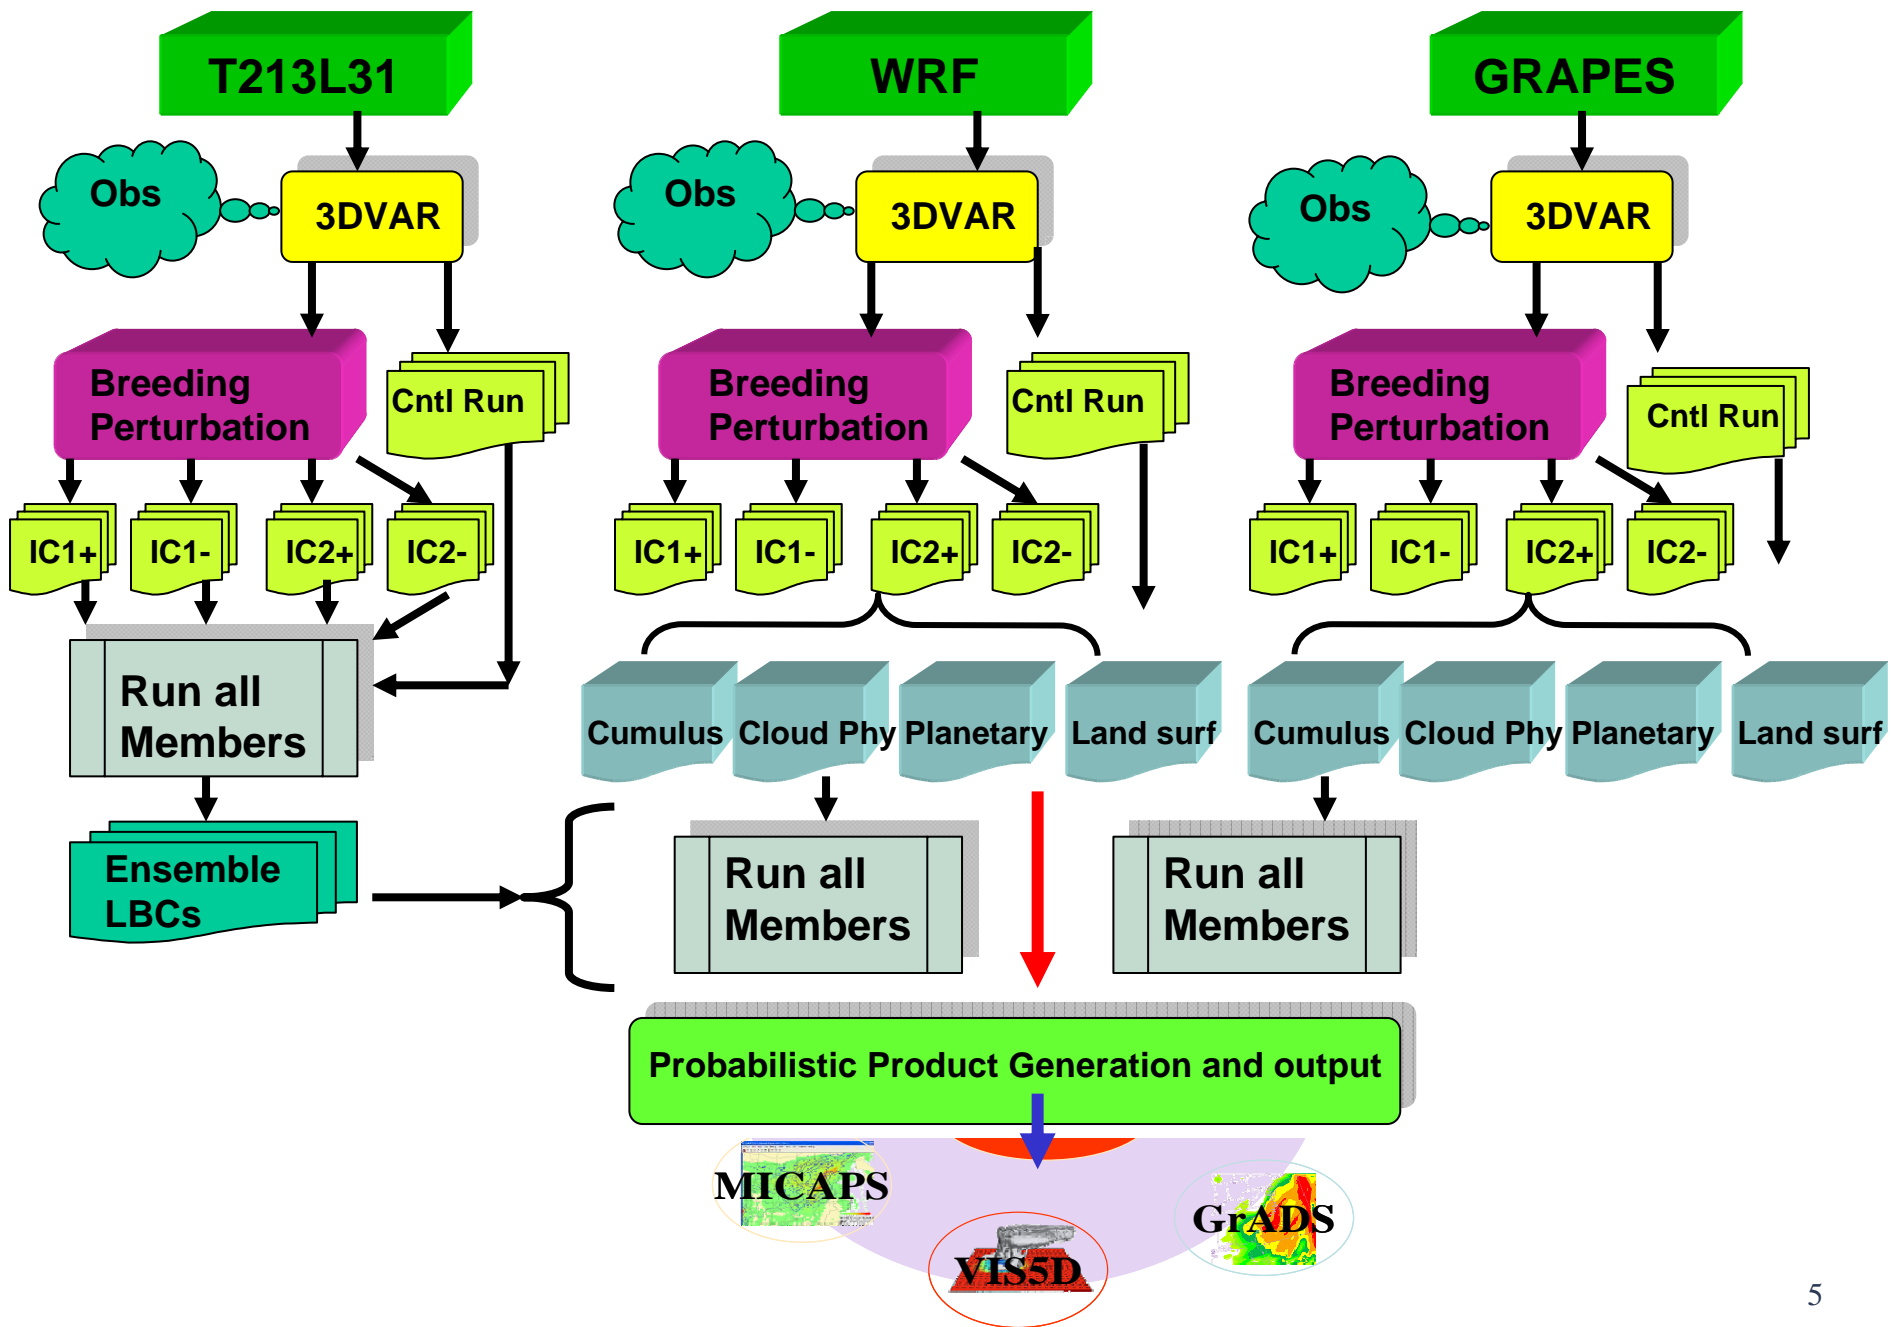 T213L31
WRF
GRAPES
Obs
3DVAR
Obs
3DVAR
Obs
3DVAR
Breeding
Perturbation
Cntl Run
Breeding
Perturbation
Cntl Run
Breeding
Perturbation
Cntl Run
IC1+
IC1-
IC2+
IC2-
IC1+
IC1-
IC2+
IC2-
IC1+
IC1-
IC2+
IC2-
Run all
Members
Cumulus
Cloud Phy
Planetary
Land surf
Cumulus
Cloud Phy
Planetary
Land surf
Ensemble
LBCs
Run all
Members
Run all
Members
Probabilistic Product Generation and output
MICAPS
VIS5D
GrADS
5